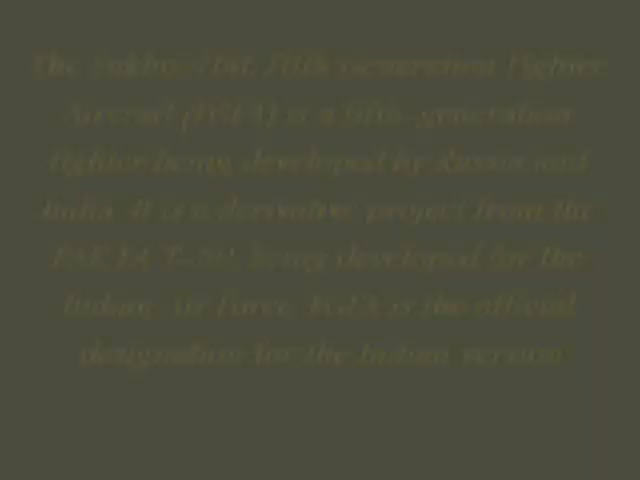 The Sukhoi/HAL Fifth Generation Fighter
Aircraft (FGFA) is a fifth-generation
fighter being developed by Russia and
India. It is a derivative project from the
PAK FA T-50 being developed for the
Indian Air Force. FGFA is the official
designation for the Indian version